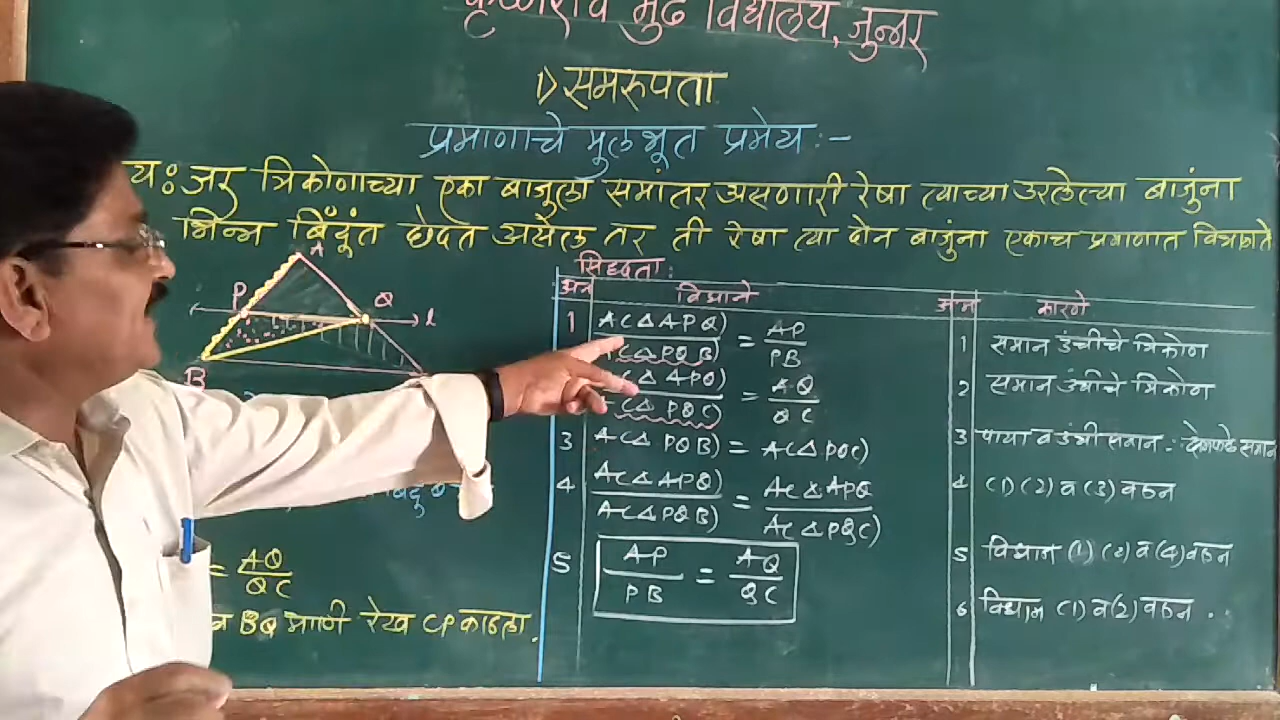 कृष्णराव मुंढे विद्यालय, जुन्नर
1) समरुपता
प्रमाणाचे मुलभूत प्रमेय :-
य: जर त्रिकोणाच्या एका बाजुला समांतर असणारी रेषा त्याच्या उरलेल्या बाजुंना
भिन्न बिंदूंत छेदत असेल तर ती रेषा त्या दोन बाजुंना एकाच प्रमाणात विभागते
A
P Q l
B
= AQ/QC
BQ आणी रेख CP काढला.
सिध्दता:
अ.न विधाने अ.न कारणे
1 A(△APQ)/(△PQB) = AP/PB 1 समान उंचीचे त्रिकोण
(△APQ)/(△PQC) = AQ/QC 2 समान उंचीचे त्रिकोण
3 A(△PQB) = A(△PQC) 3 पाया व उंची समान
4 A(△APQ)/A(△PQB) = A(△APQ/A(△PQC) 4 (1) (2) व (3) वरुन
5 AP/PB = AQ/QC 5 विधान (1) (2) व (4) वरुन
6 विधान (1) व (2) वरुन .